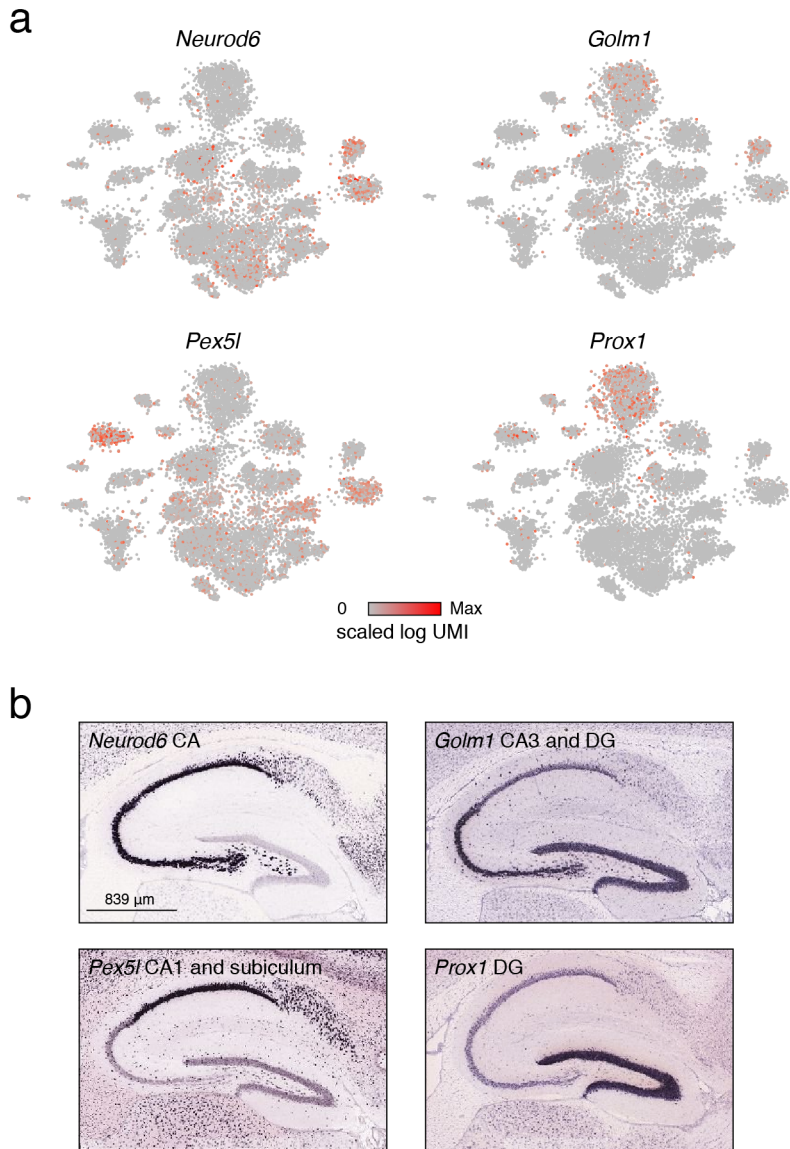 a
Neurod6
Golm1
Pex5l
Prox1
0
Max
scaled log UMI
b
Neurod6 CA
Golm1 CA3 and DG
839 µm
Pex5l CA1 and subiculum
Prox1 DG